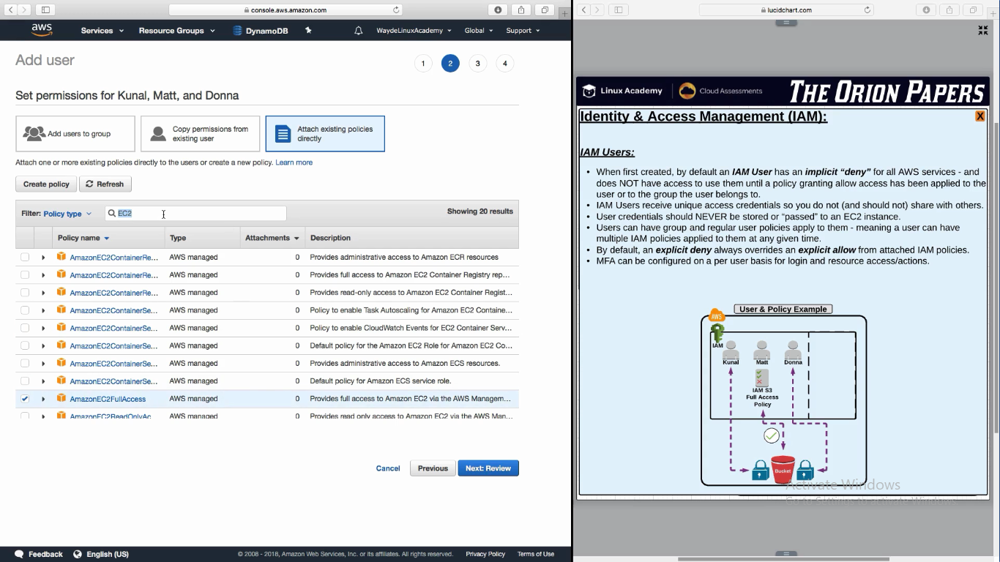 console.aws.amazon.com
aws
Services
Resource Groups
DynamoDB
WaydeLinuxAcademy
Global
Support
Add user
1
2
3
4
Set permissions for Kunal, Matt, and Donna
Add users to group
Copy permissions from
existing user
Attach existing policies
directly
Attach one or more existing policies directly to the users or create a new policy. Learn more
Create policy
Refresh
Filter: Policy type
EC2
Showing 20 results
Policy name
Type
Attachments
Description
AmazonEC2ContainerRe... AWS managed 0 Provides administrative access to Amazon ECR resources
AmazonEC2ContainerRe... AWS managed 0 Provides full access to Amazon EC2 Container Registry rep...
AmazonEC2ContainerRe... AWS managed 0 Provides read-only access to Amazon EC2 Container Regist...
AmazonEC2ContainerSe... AWS managed 0 Policy to enable Task Autoscaling for Amazon EC2 Containe...
AmazonEC2ContainerSe... AWS managed 0 Policy to enable CloudWatch Events for EC2 Container Serv...
AmazonEC2ContainerSe... AWS managed 0 Default policy for the Amazon EC2 Role for Amazon EC2 Co...
AmazonEC2ContainerSe... AWS managed 0 Provides administrative access to Amazon ECS resources.
AmazonEC2ContainerSe... AWS managed 0 Default policy for Amazon ECS service role.
AmazonEC2FullAccess AWS managed 0 Provides full access to Amazon EC2 via the AWS Managem...
AmazonEC2ReadOnlyAc... AWS managed 0 Provides read only access to Amazon EC2 via the AWS Man...
Cancel
Previous
Next: Review
Feedback
English (US)
© 2008 - 2018, Amazon Web Services, Inc. or its affiliates. All rights reserved.
Privacy Policy
Terms of Use
lucidchart.com
Linux Academy
Cloud Assessments
THE ORION PAPERS
Identity & Access Management (IAM):
X
IAM Users:
• When first created, by default an IAM User has an implicit “deny” for all AWS services - and
does NOT have access to use them until a policy granting allow access has been applied to the
user or to the group the user belongs to.
• IAM Users receive unique access credentials so you do not (and should not) share with others.
• User credentials should NEVER be stored or “passed” to an EC2 instance.
• Users can have group and regular user policies apply to them - meaning a user can have
multiple IAM policies applied to them at any given time.
• By default, an explicit deny always overrides an explicit allow from attached IAM policies.
• MFA can be configured on a per user basis for login and resource access/actions.
User & Policy Example
AWS
IAM
Kunal
Matt
Donna
IAM S3
Full Access
Policy
Bucket
Activate Windows
Go to Settings to activate Windows.